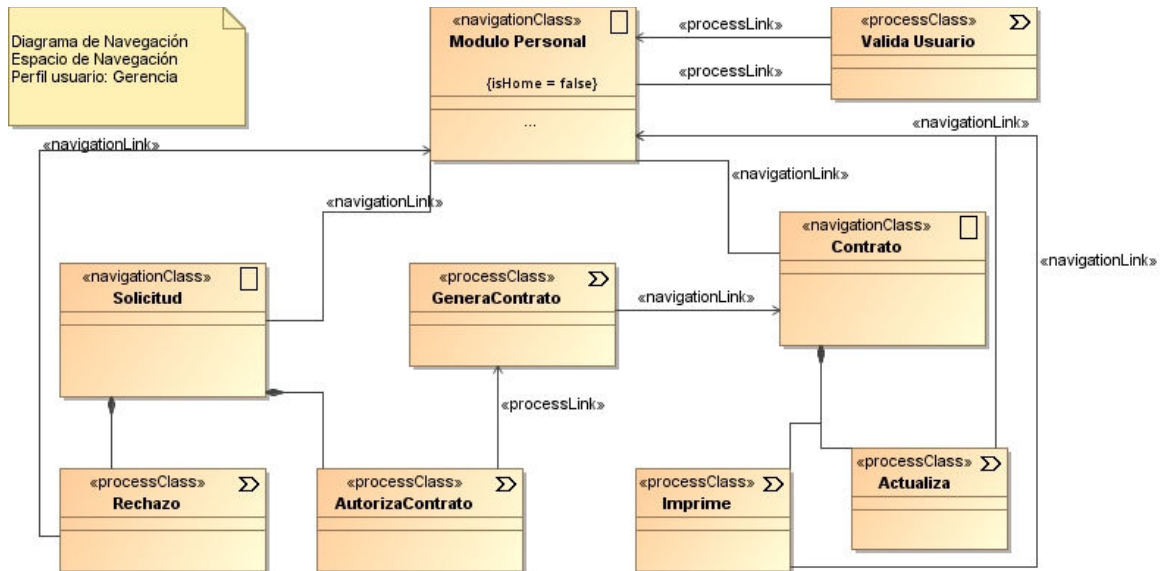 Diagrama de Navegación
Espacio de Navegación
Perfil usuario: Gerencia
«navigationClass»
Modulo Personal
{isHome = false}
...
«processLink»
«processLink»
«processClass»
Valida Usuario
«navigationLink»
«navigationLink»
«navigationLink»
«navigationLink»
«navigationClass»
Contrato
«navigationLink»
«navigationClass»
Solicitud
«processClass»
GeneraContrato
«navigationLink»
«processLink»
«processClass»
Rechazo
«processClass»
AutorizaContrato
«processClass»
Imprime
«processClass»
Actualiza